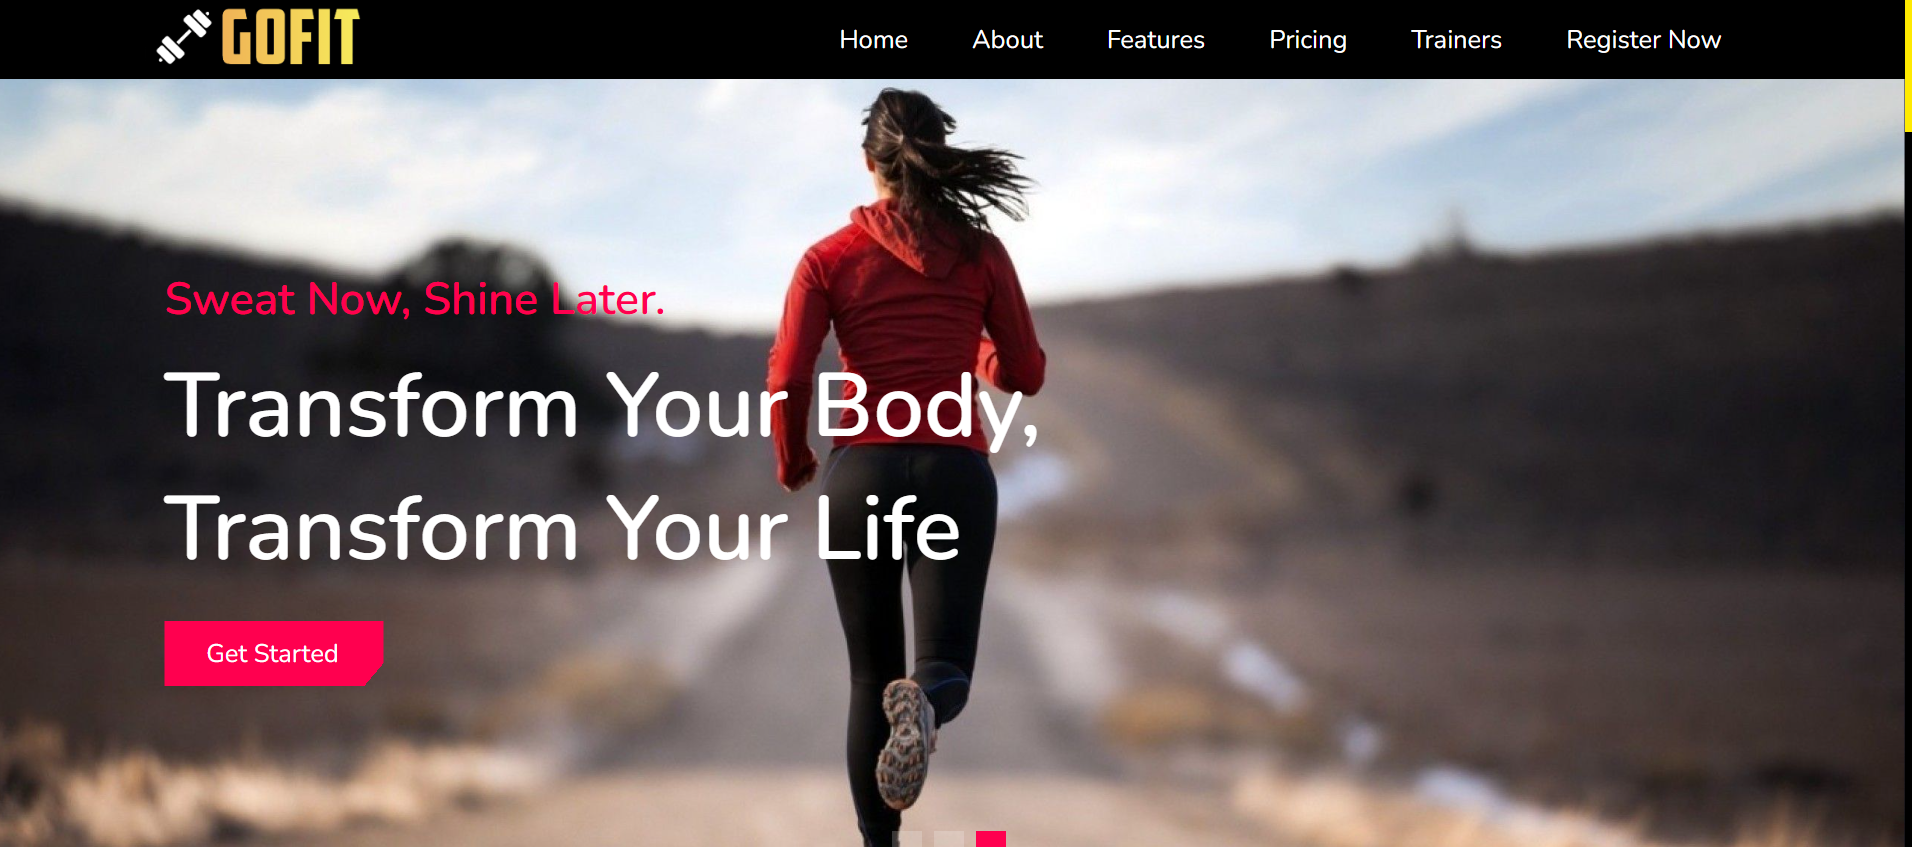 GOFIT
Home About Features Pricing Trainers Register Now
Sweat Now, Shine Later.
Transform Your Body,
Transform Your Life
Get Started